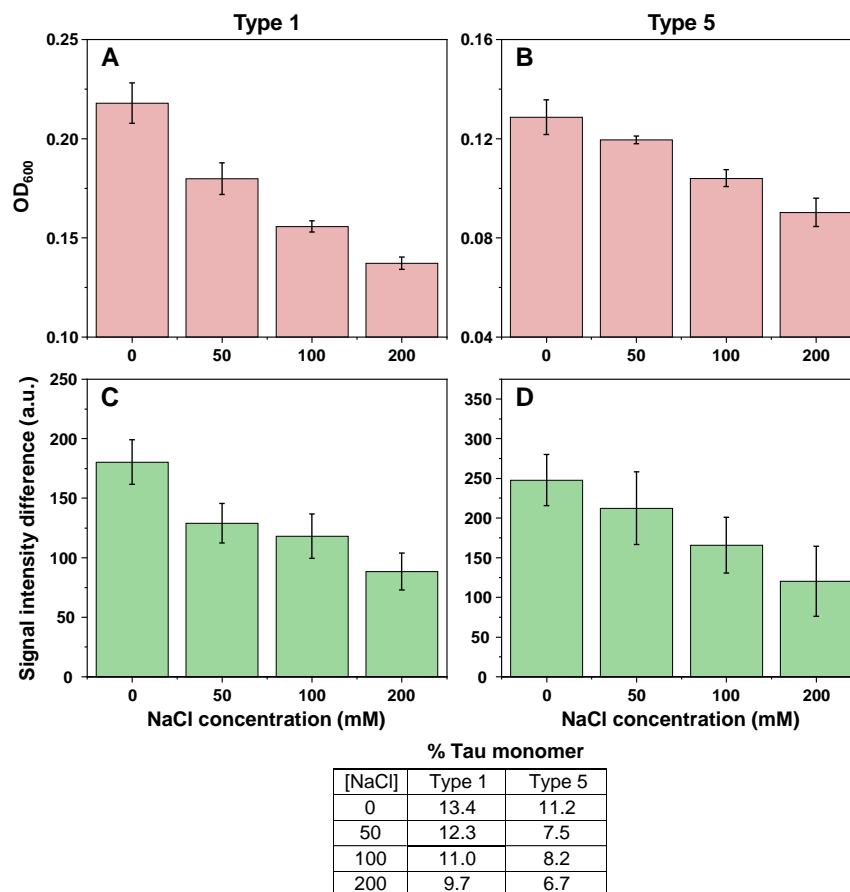 Type 1 Type 5
A B
0.25
0.20
0.15
0.10
OD600
0 50 100 200
0.16
0.12
0.08
0.04
0 50 100 200
C D
250
200
150
100
50
0
Signal intensity difference (a.u.)
0 50 100 200
NaCl concentration (mM)
350
300
250
200
150
100
50
0
0 50 100 200
NaCl concentration (mM)
% Tau monomer
[NaCl] Type 1 Type 5
0 13.4 11.2
50 12.3 7.5
100 11.0 8.2
200 9.7 6.7